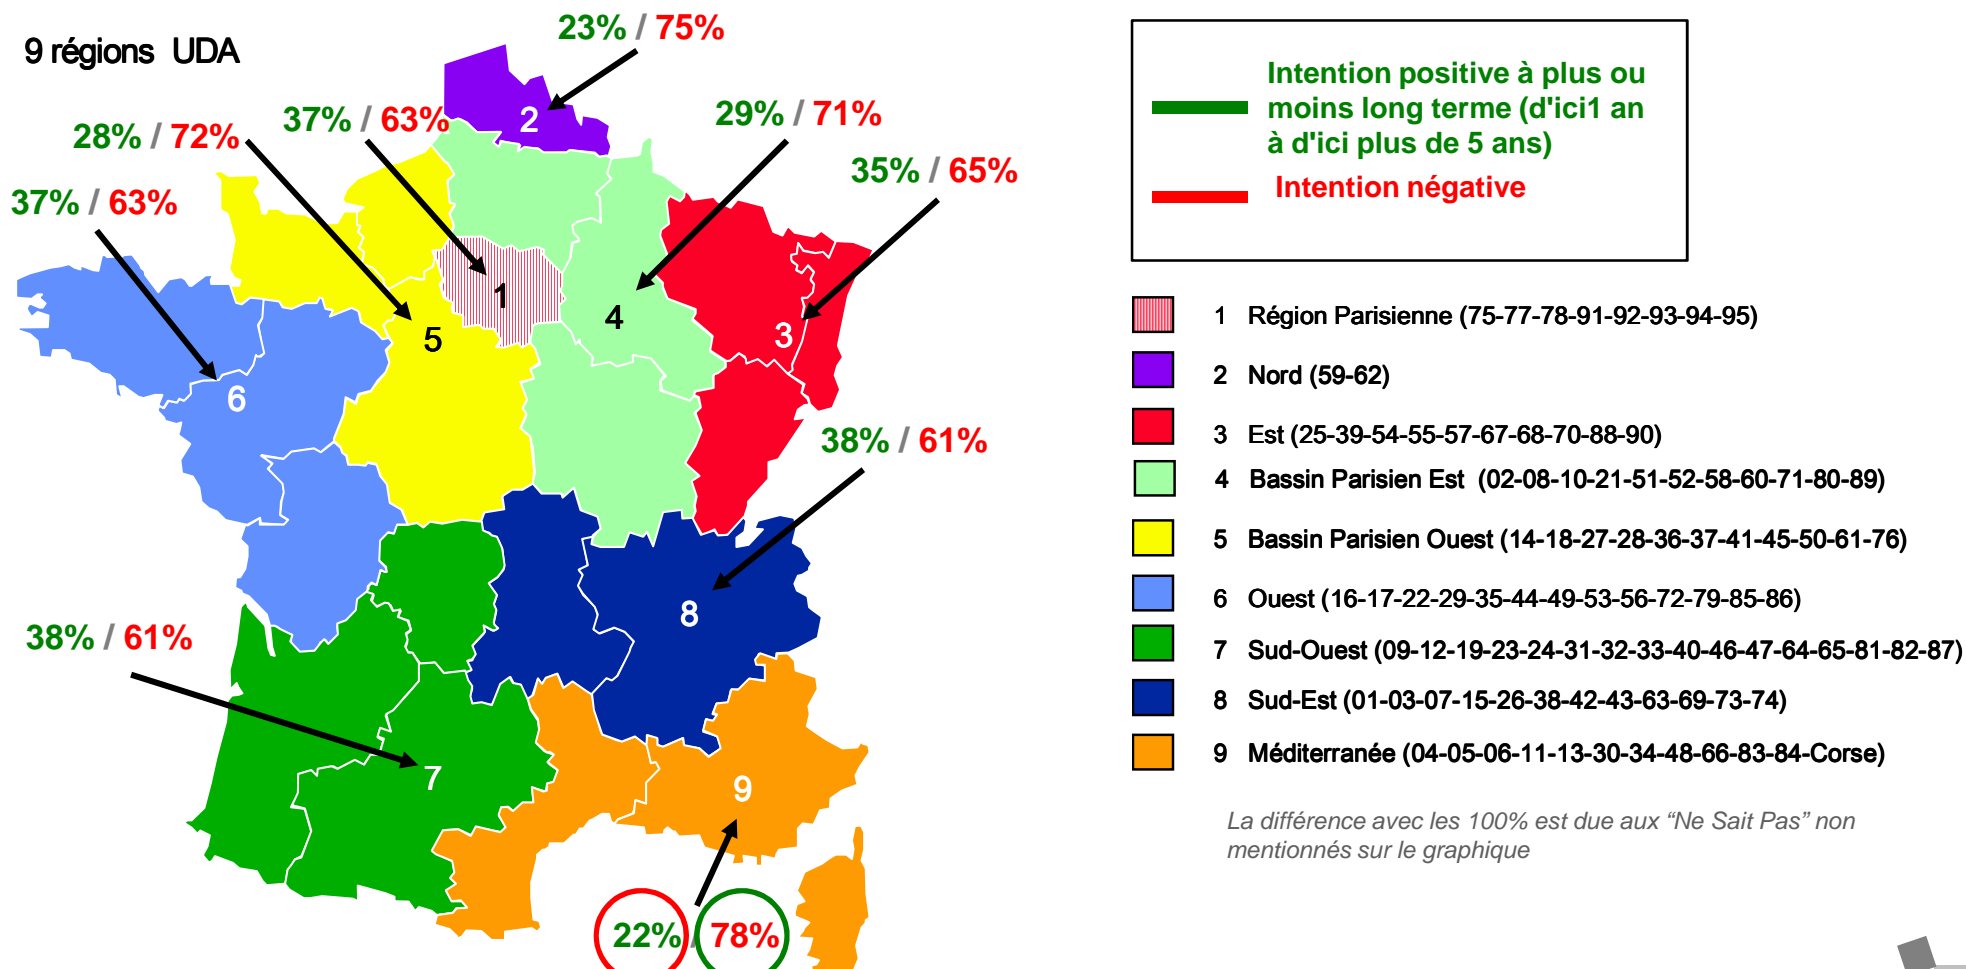 9 régions UDA
23% / 75%
28% / 72%
37% / 63%
29% / 71%
35% / 65%
37% / 63%
38% / 61%
38% / 61%
22% / 78%
2
1
4
3
5
6
8
7
9
Intention positive à plus ou
moins long terme (d'ici1 an
à d'ici plus de 5 ans)
Intention négative
1 Région Parisienne (75-77-78-91-92-93-94-95)
2 Nord (59-62)
3 Est (25-39-54-55-57-67-68-70-88-90)
4 Bassin Parisien Est (02-08-10-21-51-52-58-60-71-80-89)
5 Bassin Parisien Ouest (14-18-27-28-36-37-41-45-50-61-76)
6 Ouest (16-17-22-29-35-44-49-53-56-72-79-85-86)
7 Sud-Ouest (09-12-19-23-24-31-32-33-40-46-47-64-65-81-82-87)
8 Sud-Est (01-03-07-15-26-38-42-43-63-69-73-74)
9 Méditerranée (04-05-06-11-13-30-34-48-66-83-84-Corse)
La différence avec les 100% est due aux “Ne Sait Pas” non
mentionnés sur le graphique